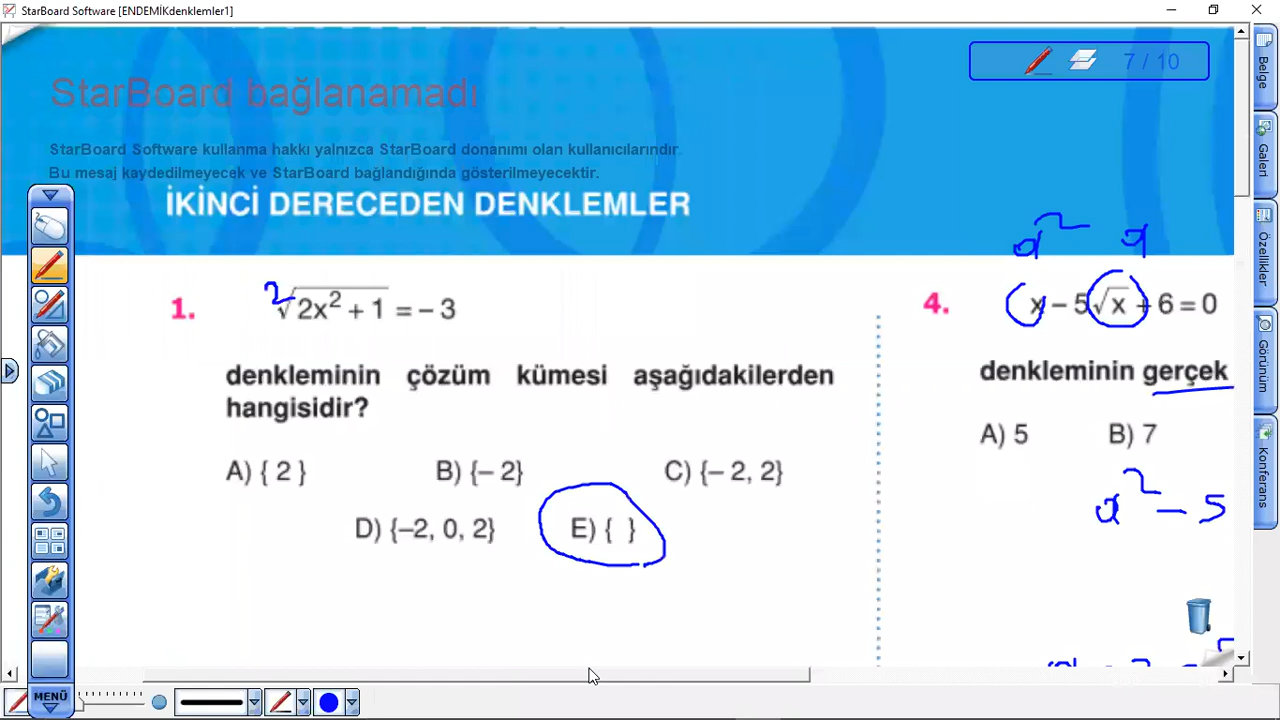 StarBoard Software [ENDEMİKdenklemler1]
StarBoard bağlanamadı
7 / 10
StarBoard Software kullanma hakkı yalnızca StarBoard donanımı olan kullanıcılarındır.
Bu mesaj kaydedilmeyecek ve StarBoard bağlandığında gösterilmeyecektir.
İKİNCİ DERECEDEN DENKLEMLER
1. ²√(2x² + 1) = – 3
denkleminin çözüm kümesi aşağıdakilerden
hangisidir?
A) { 2 } B) {– 2} C) {– 2, 2}
D) {–2, 0, 2} E) { }
a² a
4. x – 5√x + 6 = 0
denkleminin gerçek
A) 5 B) 7
a² – 5
Belge
Galeri
Özellikler
Görünüm
Konferans
MENÜ